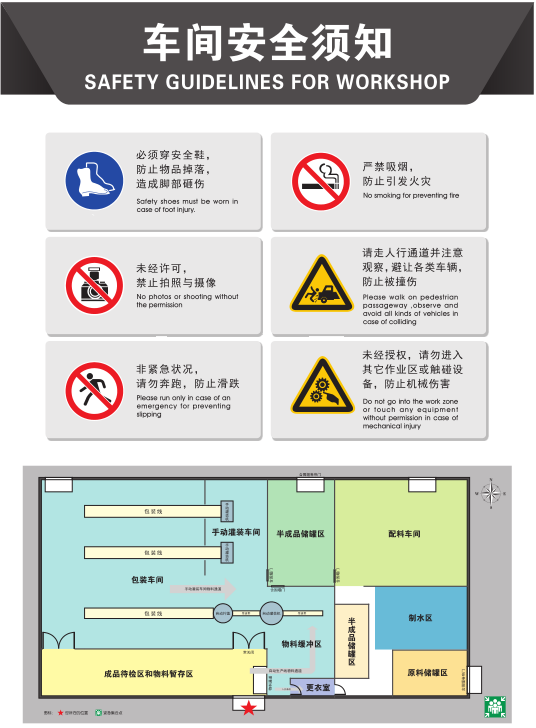 车间安全须知
SAFETY GUIDELINES FOR WORKSHOP
必须穿安全鞋，
防止物品掉落，
造成脚部砸伤
Safety shoes must be worn in
case of foot injury.
严禁吸烟，
防止引发火灾
No smoking for preventing fire
未经许可，
禁止拍照与摄像
No photos or shooting without
the permission
请走人行通道并注意
观察，避让各类车辆，
防止被撞伤
Please walk on pedestrian
passageway ,observe and
avoid all kinds of vehicles in
case of colliding
非紧急状况，
请勿奔跑，防止滑跌
Please run only in case of an
emergency for preventing
slipping
未经授权，请勿进入
其它作业区或触碰设
备，防止机械伤害
Do not go into the work zone
or touch any equipment
without permission in case of
mechanical injury
包装线
手动灌装车间
半成品储罐区
配料车间
包装线
包装车间
包装线
物料缓冲区
半成品储罐区
制水区
成品待检区和物料暂存区
更衣室
原料储罐区